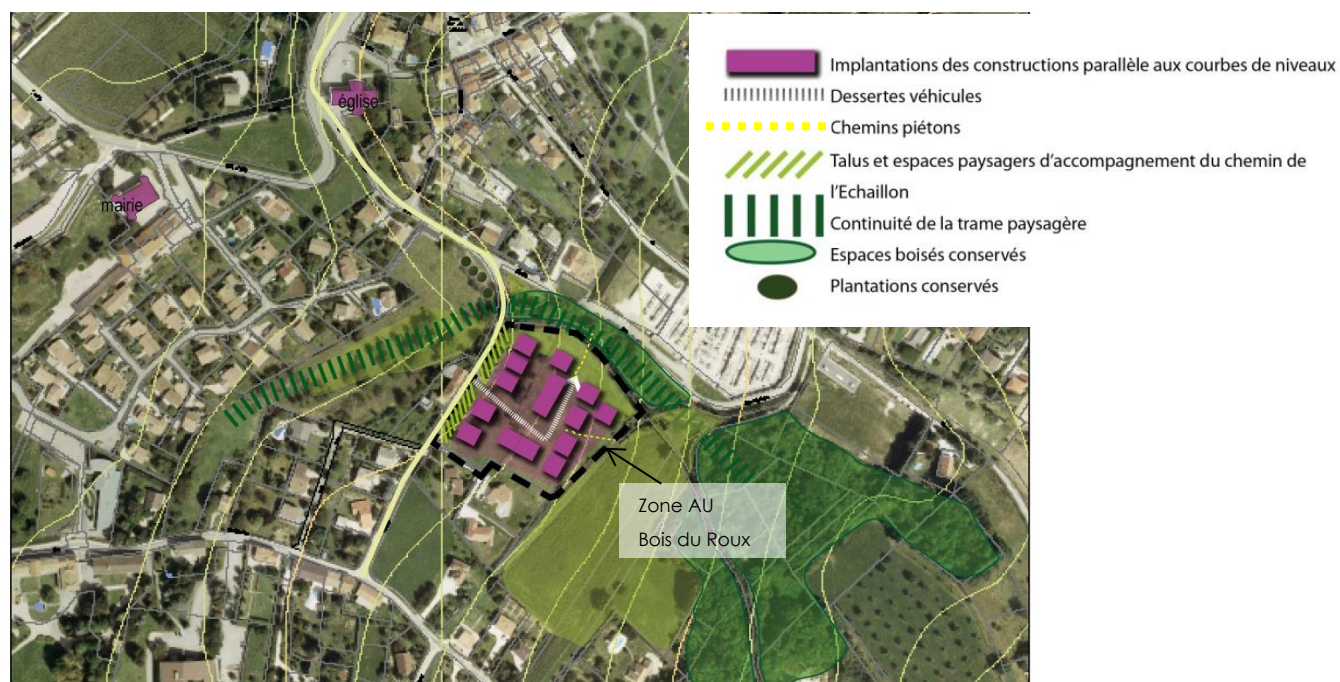 Implantations des constructions parallèle aux courbes de niveaux
Dessertes véhicules
Chemins piétons
Talus et espaces paysagers d'accompagnement du chemin de
l'Echaillon
Continuité de la trame paysagère
Espaces boisés conservés
Plantations conservés
église
mairie
Zone AU
Bois du Roux